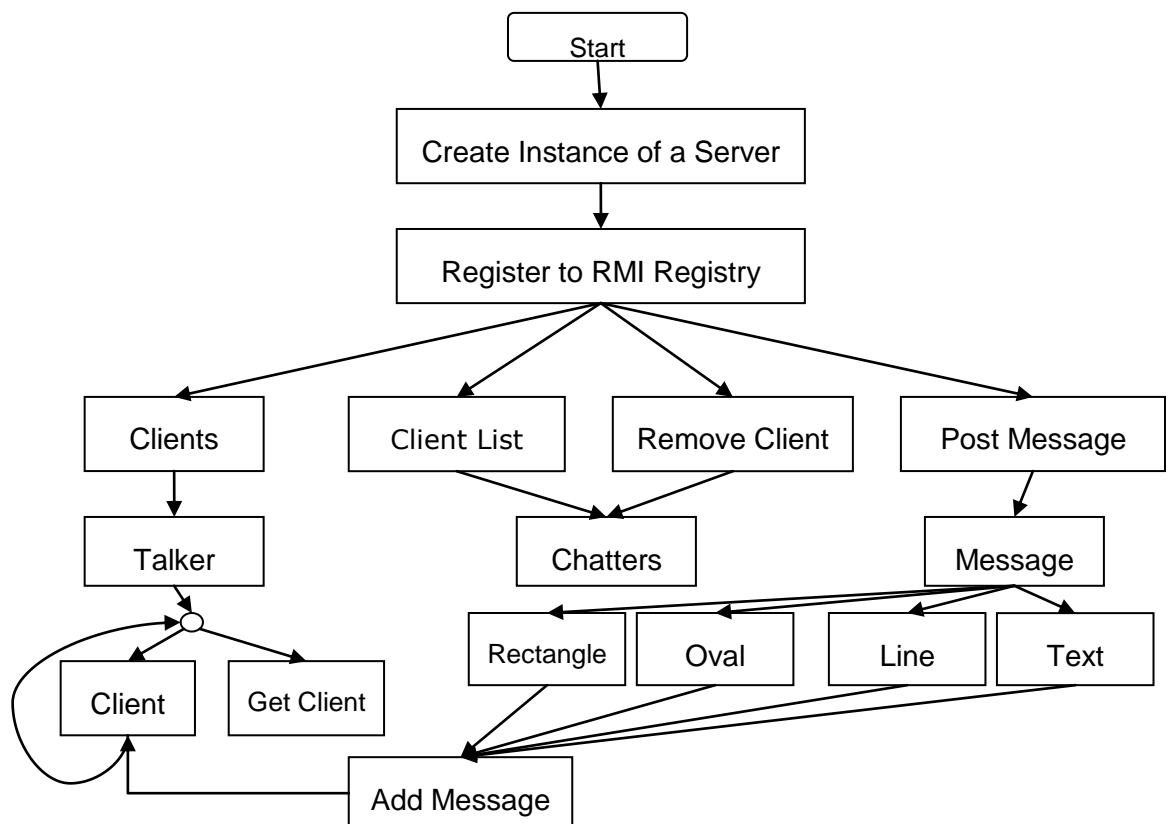 Start
Create Instance of a Server
Register to RMI Registry
Clients
Client List
Remove Client
Post Message
Talker
Chatters
Message
Rectangle
Oval
Line
Text
Client
Get Client
Add Message